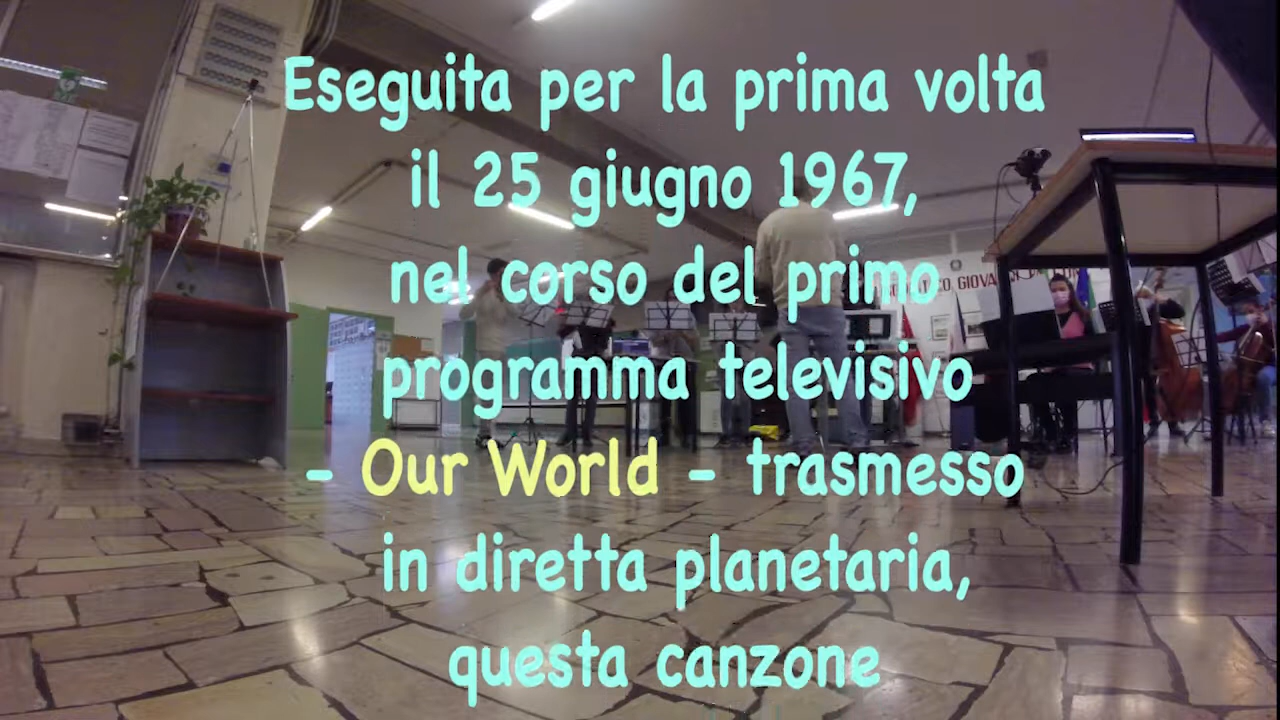 Eseguita per la prima volta
il 25 giugno 1967,
nel corso del primo
programma televisivo
- Our World - trasmesso
in diretta planetaria,
questa canzone